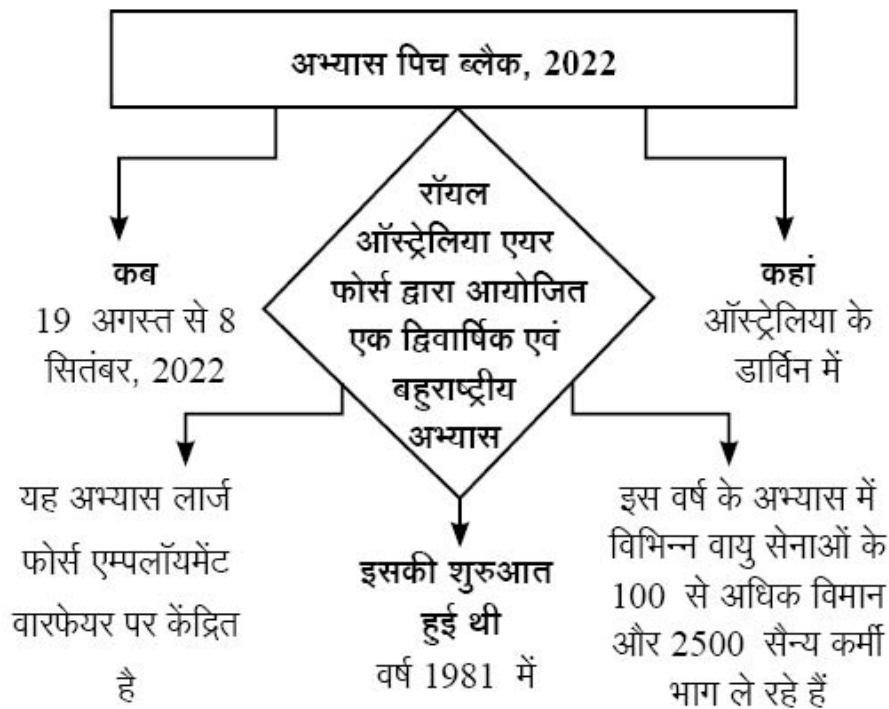 अभ्यास पिच ब्लैक, 2022
रॉयल
ऑस्ट्रेलिया एयर
फोर्स द्वारा आयोजित
एक द्विवार्षिक एवं
बहुराष्ट्रीय
अभ्यास
कब
19 अगस्त से 8
सितंबर, 2022
कहां
ऑस्ट्रेलिया के
डार्विन में
यह अभ्यास लार्ज
फोर्स एम्पलॉयमेंट
वारफेयर पर केंद्रित
है
इसकी शुरुआत
हुई थी
वर्ष 1981 में
इस वर्ष के अभ्यास में
विभिन्न वायु सेनाओं के
100 से अधिक विमान
और 2500 सैन्य कर्मी
भाग ले रहे हैं